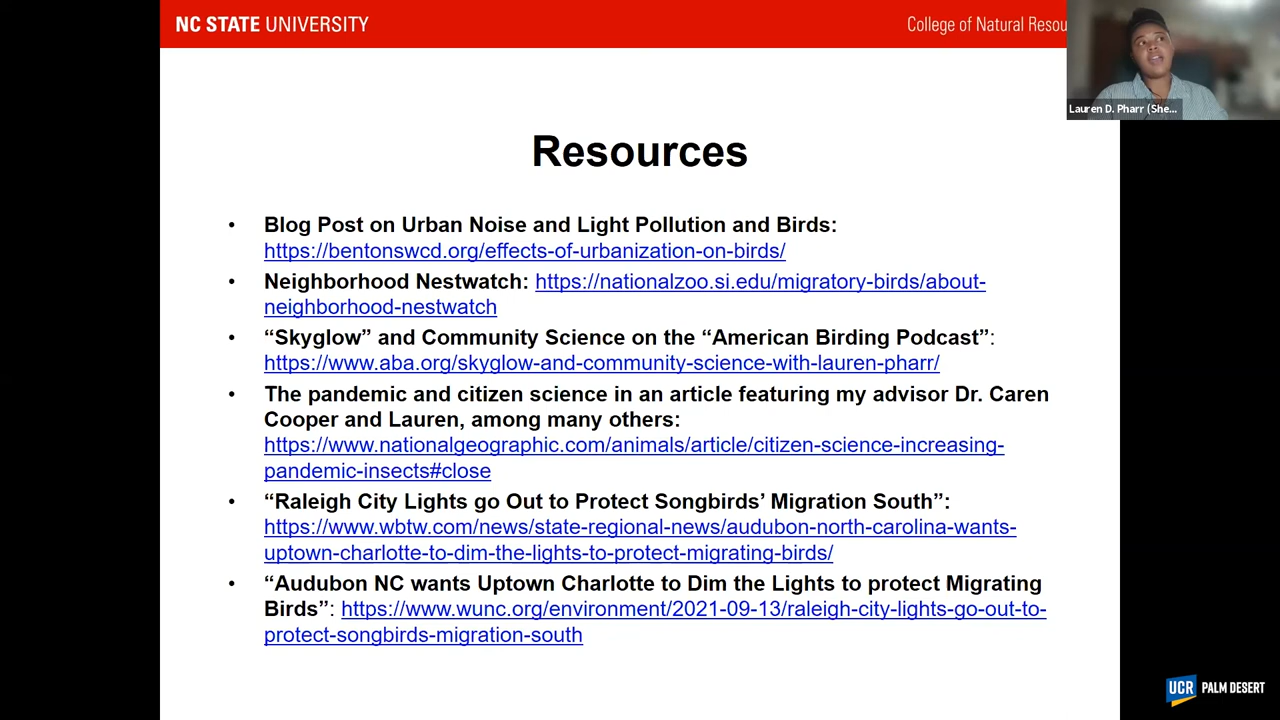 NC STATE UNIVERSITY
College of Natural Resou
Lauren D. Pharr (She...
Resources
• Blog Post on Urban Noise and Light Pollution and Birds:
https://bentonswcd.org/effects-of-urbanization-on-birds/
• Neighborhood Nestwatch: https://nationalzoo.si.edu/migratory-birds/about-
neighborhood-nestwatch
• “Skyglow” and Community Science on the “American Birding Podcast”:
https://www.aba.org/skyglow-and-community-science-with-lauren-pharr/
• The pandemic and citizen science in an article featuring my advisor Dr. Caren
Cooper and Lauren, among many others:
https://www.nationalgeographic.com/animals/article/citizen-science-increasing-
pandemic-insects#close
• “Raleigh City Lights go Out to Protect Songbirds’ Migration South”:
https://www.wbtw.com/news/state-regional-news/audubon-north-carolina-wants-
uptown-charlotte-to-dim-the-lights-to-protect-migrating-birds/
• “Audubon NC wants Uptown Charlotte to Dim the Lights to protect Migrating
Birds”: https://www.wunc.org/environment/2021-09-13/raleigh-city-lights-go-out-to-
protect-songbirds-migration-south
UCR PALM DESERT